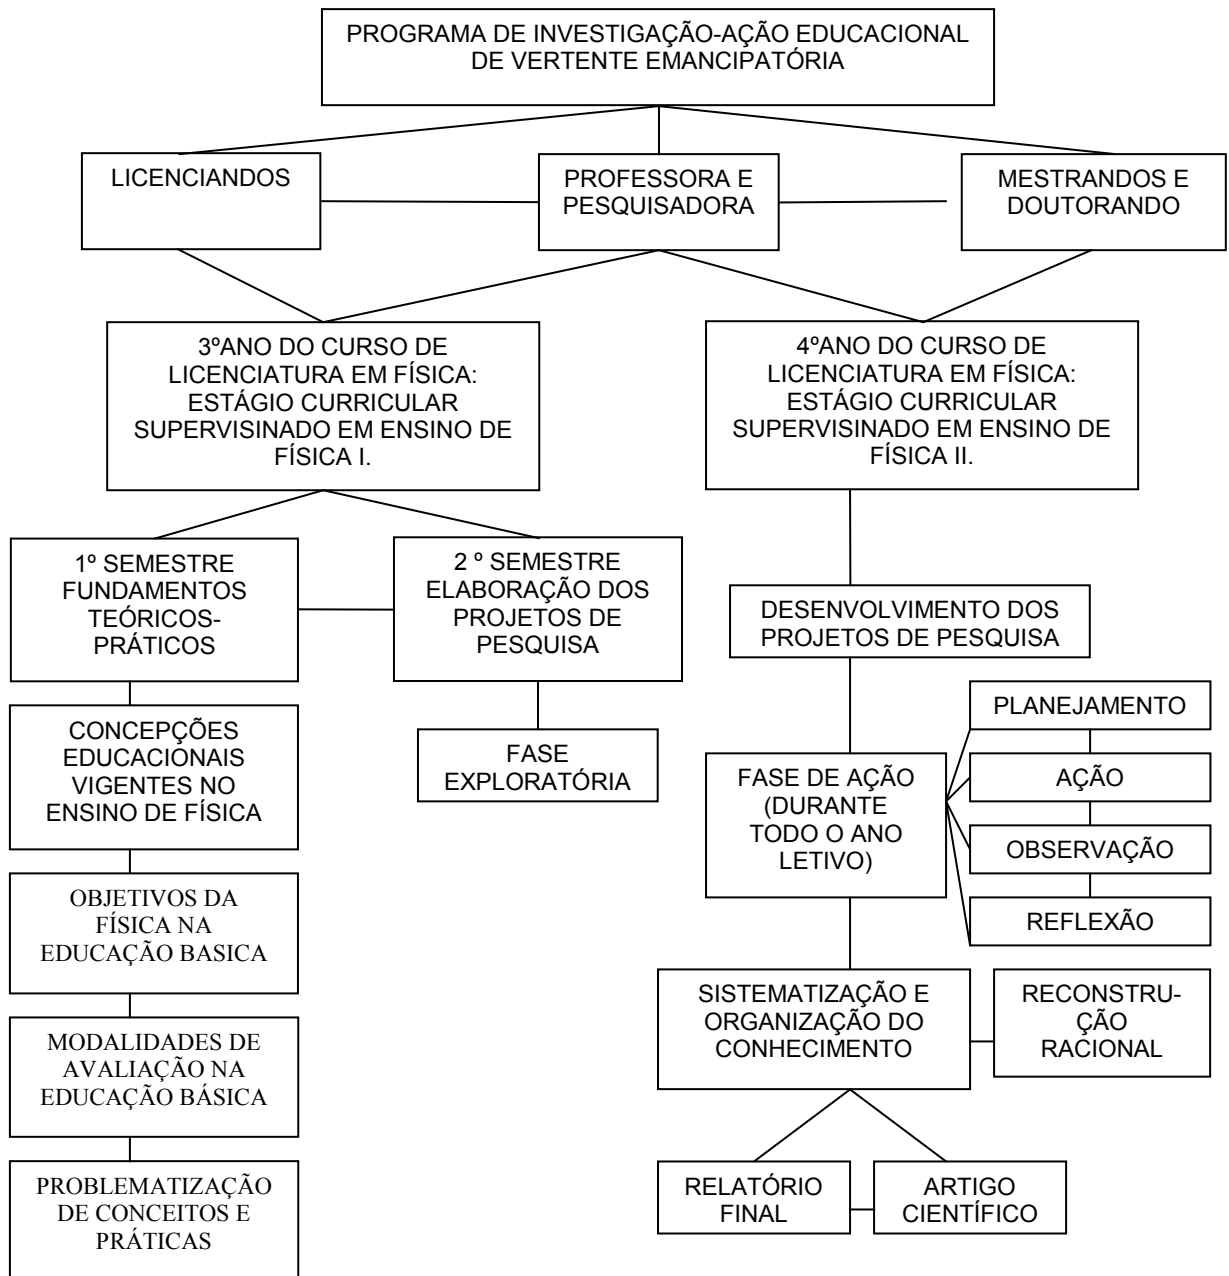 PROGRAMA DE INVESTIGAÇÃO-AÇÃO EDUCACIONAL
DE VERTENTE EMANCIPATÓRIA
LICENCIANDOS
PROFESSORA E
PESQUISADORA
MESTRANDOS E
DOUTORANDO
3ºANO DO CURSO DE
LICENCIATURA EM FÍSICA:
ESTÁGIO CURRICULAR
SUPERVISINADO EM ENSINO DE
FÍSICA I.
4ºANO DO CURSO DE
LICENCIATURA EM FÍSICA:
ESTÁGIO CURRICULAR
SUPERVISINADO EM ENSINO DE
FÍSICA II.
1º SEMESTRE
FUNDAMENTOS
TEÓRICOS-
PRÁTICOS
2 º SEMESTRE
ELABORAÇÃO DOS
PROJETOS DE
PESQUISA
DESENVOLVIMENTO DOS
PROJETOS DE PESQUISA
CONCEPÇÕES
EDUCACIONAIS
VIGENTES NO
ENSINO DE FÍSICA
FASE
EXPLORATÓRIA
FASE DE AÇÃO
(DURANTE
TODO O ANO
LETIVO)
PLANEJAMENTO
AÇÃO
OBSERVAÇÃO
REFLEXÃO
OBJETIVOS DA
FÍSICA NA
EDUCAÇÃO BASICA
SISTEMATIZAÇÃO E
ORGANIZAÇÃO DO
CONHECIMENTO
RECONSTRU-
ÇÃO
RACIONAL
MODALIDADES DE
AVALIAÇÃO NA
EDUCAÇÃO BÁSICA
PROBLEMATIZAÇÃO
DE CONCEITOS E
PRÁTICAS
RELATÓRIO
FINAL
ARTIGO
CIENTÍFICO